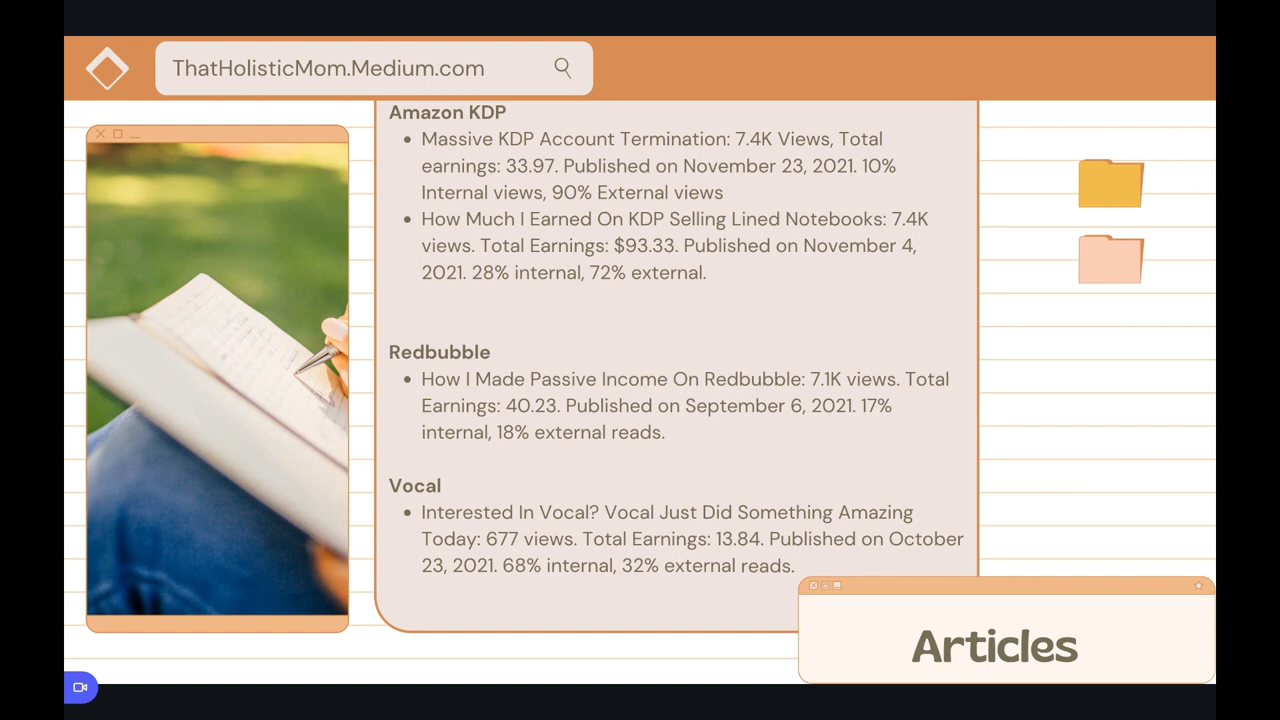 ThatHolisticMom.Medium.com
Amazon KDP
• Massive KDP Account Termination: 7.4K Views, Total
earnings: 33.97. Published on November 23, 2021. 10%
Internal views, 90% External views
• How Much I Earned On KDP Selling Lined Notebooks: 7.4K
views. Total Earnings: $93.33. Published on November 4,
2021. 28% internal, 72% external.
Redbubble
• How I Made Passive Income On Redbubble: 7.1K views. Total
Earnings: 40.23. Published on September 6, 2021. 17%
internal, 18% external reads.
Vocal
• Interested In Vocal? Vocal Just Did Something Amazing
Today: 677 views. Total Earnings: 13.84. Published on October
23, 2021. 68% internal, 32% external reads.
Articles